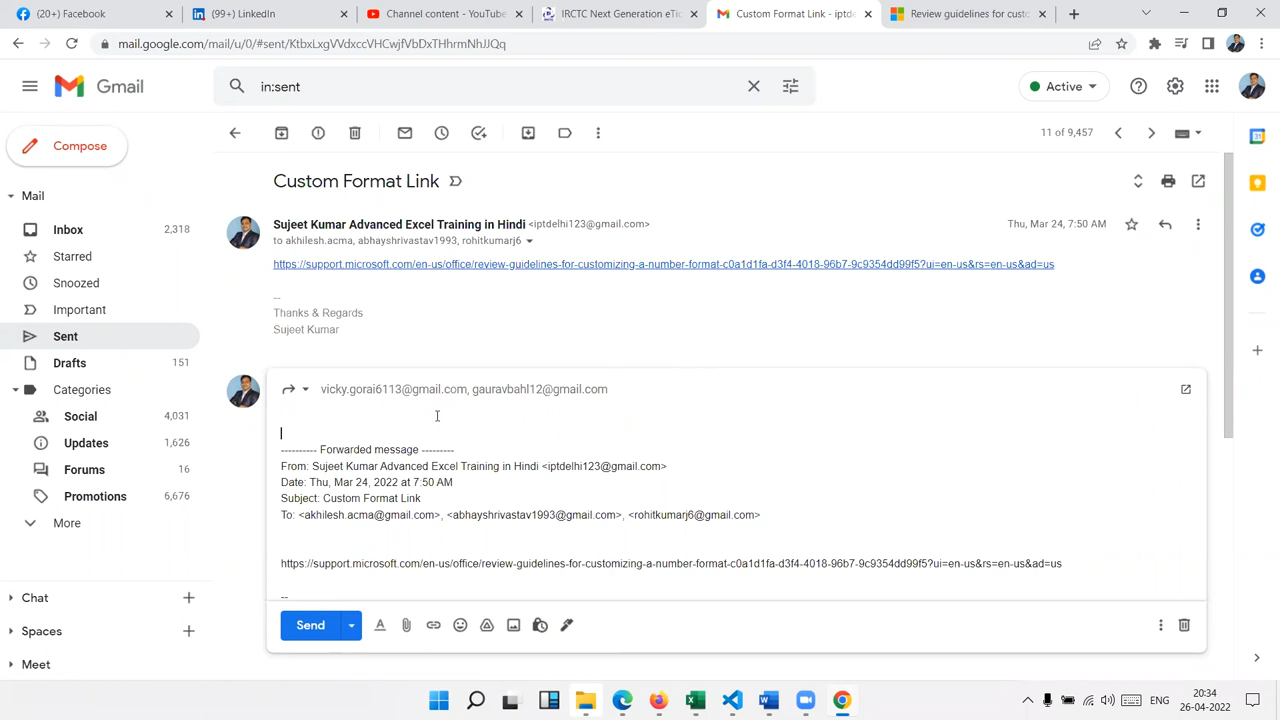 (20+) Facebook
(99+) LinkedIn
Channel content - YouTube
IRCTC Next Generation eTic
Custom Format Link - iptde
Review guidelines for custo
mail.google.com/mail/u/0/#sent/KtbxLxgVVdxccVHCwjfVbDxTHhrmNhJJQq
Gmail
in:sent
Active
Compose
11 of 9,457
Mail
Custom Format Link
Inbox 2,318
Sujeet Kumar Advanced Excel Training in Hindi <iptdelhi123@gmail.com>
Thu, Mar 24, 7:50 AM
to akhilesh.acma, abhayshrivastav1993, rohitkumarj6
Starred
https://support.microsoft.com/en-us/office/review-guidelines-for-customizing-a-number-format-c0a1d1fa-d3f4-4018-96b7-9c9354dd99f5?ui=en-us&rs=en-us&ad=us
Snoozed
--
Important
Thanks & Regards
Sujeet Kumar
Sent
Drafts 151
Categories
vicky.gorai6113@gmail.com, gauravbahl12@gmail.com
Social 4,031
Updates 1,626
---------- Forwarded message ---------
Forums 16
From: Sujeet Kumar Advanced Excel Training in Hindi <iptdelhi123@gmail.com>
Date: Thu, Mar 24, 2022 at 7:50 AM
Promotions 6,676
Subject: Custom Format Link
To: <akhilesh.acma@gmail.com>, <abhayshrivastav1993@gmail.com>, <rohitkumarj6@gmail.com>
More
https://support.microsoft.com/en-us/office/review-guidelines-for-customizing-a-number-format-c0a1d1fa-d3f4-4018-96b7-9c9354dd99f5?ui=en-us&rs=en-us&ad=us
--
Chat
Send
Spaces
Meet
ENG
20:34
26-04-2022